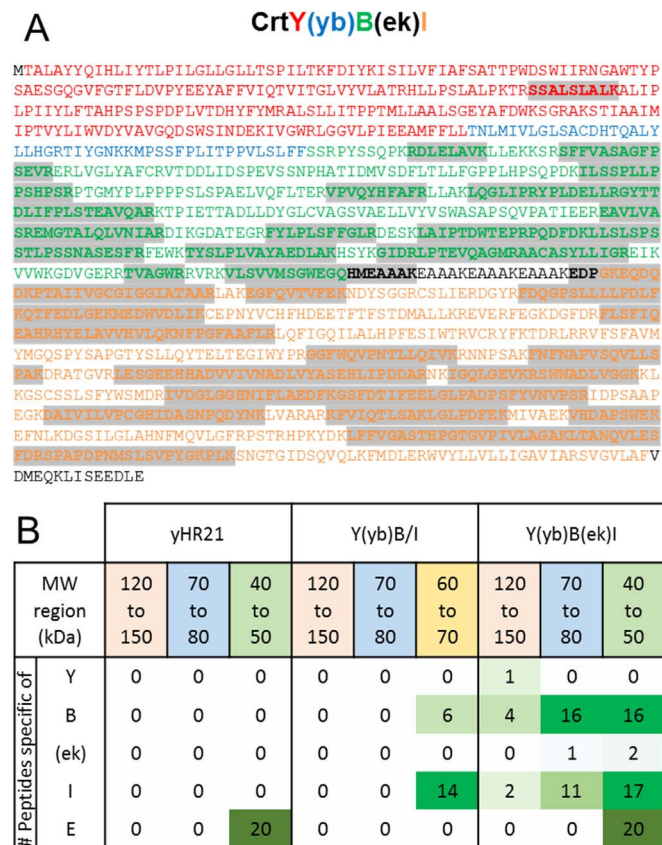 A
CrtY(yb)B(ek)I
MTALAYYQIHLIYTLPILGLLGLLTSPILTKFDIYKISILVFIAFSATTPWDSWIIRNGAWTYP
SAESGQGVFGTFLDVPYEEYAFFVIQTVITGLVYVLATRHLLPSLALPKTRSSALSLALKALIP
LPIIYLFTAHPSPSPDPLVTDHYFYMRALSLLITPPTMLLAALSGEYAFDWKSGRAKSTIAAIM
IPTVYLIWVDYVAVGQDSWSINDEKIVGWRLGGVLPIEEAMFFLLTNLMIVLGLSACDHTQALY
LLHGRTIYGNKKMPSSFPLITPPVLSLFFSSRPYSSQPKRDLELAVKLLEKKSRSFFVASAGFP
SEVRERLVGLYAFCRVTDDLIDSPEVSSNPHATIDMVSDFLTLLFGPPLHPSQPDKILSSPLLP
PSHPSRPTGMYPLPPPPSLSPAELVQFLTERVPVQYHFAFRLLAKLQGLIPRYPLDELLRGYTT
DLIFPLSTEAVQARKTPIETTADLLDYGLCVAGSVAELLVYVSWASAPSQVPATIEEREAVLVA
SREMGTALQLVNIARDIKGDATEGRFYLPLSFFGLRDESKLAIPTDWTEPRPQDFDKLLSLSPS
STLPSSNASESFRFEWKTYSLPLVAYAEDLAKHSYKGIDRLPTEVQAGMRAACASYLLIGREIK
VVWKGDVGERRTVAGWRRVRKVLSVVMSGWEGQHMEAAAKEAAAKEAAAKEAAAKEDPGKEQDQ
DKPTAIIVGCGIGGIATAARLAKEGFQVTVFEKNDYSGGRCSLIERDGYRFDQGPSLLLLPDLF
KQTFEDLGEKMEDWVDLIKCEPNYVCHFHDEETFTFSTDMALLKREVERFEGKDGFDRFLSFIQ
EAHRHYELAVVHVLQKNFPGFAAFLRLQFIGQILALHPFESIWTRVCRYFKTDRLRRVFSFAVM
YMGQSPYSAPGTYSLLQYTELTEGIWYPRGGFWQVPNTLLQIVKRNNPSAKFNFNAPVSQVLLS
PAKDRATGVRLESGEEHHADVVIVNADLVYASEHLIPDDARNKIGQLGEVKRSWWADLVGGKKL
KGSCSSLSFYWSMDRIVDGLGGHNIFLAEDFKGSFDTIFEELGLPADPSFYVNVPSRIDPSAAP
EGKDAIVILVPCGHIDASNPQDYNKLVARARKFVIQTLSAKLGLPDFEKMIVAEKVHDAPSWEK
EFNLKDGSILGLAHNFMQVLGFRPSTRHPKYDKLFFVGASTHPGTGVPIVLAGAKLTANQVLES
FDRSPAPDPNMSLSVPYGKPLKSNGTGIDSQVQLKFMDLERWVYLLVLLIGAVIARSVGVLAFV
DMEQKLISEEDLE
B
yHR21 Y(yb)B/I Y(yb)B(ek)I
MW region (kDa) 120 to 150 70 to 80 40 to 50 120 to 150 70 to 80 60 to 70 120 to 150 70 to 80 40 to 50
# Peptides specific of
Y 0 0 0 0 0 0 1 0 0
B 0 0 0 0 0 6 4 16 16
(ek) 0 0 0 0 0 0 0 1 2
I 0 0 0 0 0 14 2 11 17
E 0 0 20 0 0 0 0 0 20